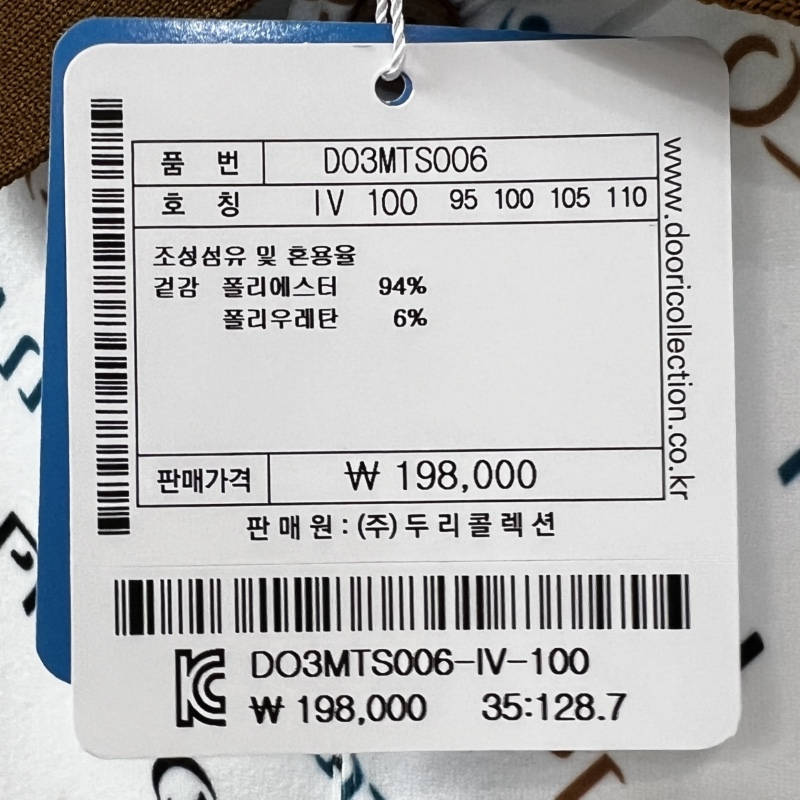 품 번 D03MTS006
호 칭 IV 100 95 100 105 110
조성섬유 및 혼용율
겉감 폴리에스터 94%
폴리우레탄 6%
판매가격 ₩ 198,000
판매원 : (주)두리콜렉션
www.dooricollection.co.kr
DO3MTS006-IV-100
₩ 198,000 35:128.7